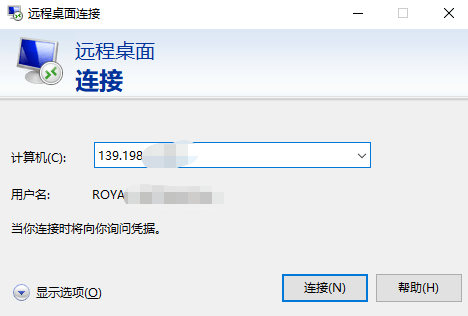 远程桌面连接
远程桌面
连接
计算机(C):
139.198
用户名:
ROYA
当你连接时将向你询问凭据。
显示选项(O)
连接(N)
帮助(H)